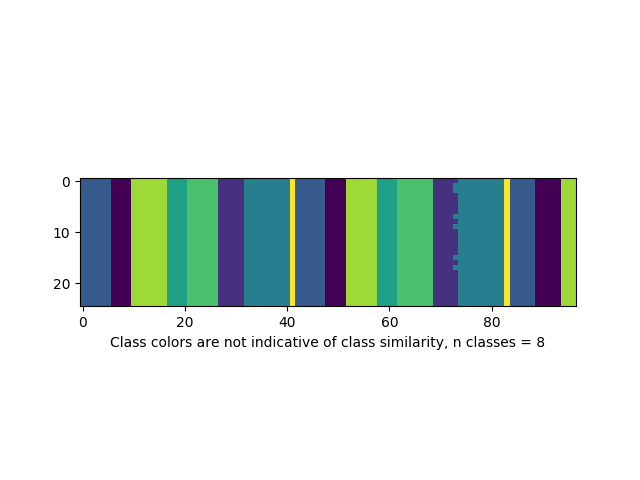 0
10
20
0 20 40 60 80
Class colors are not indicative of class similarity, n classes = 8